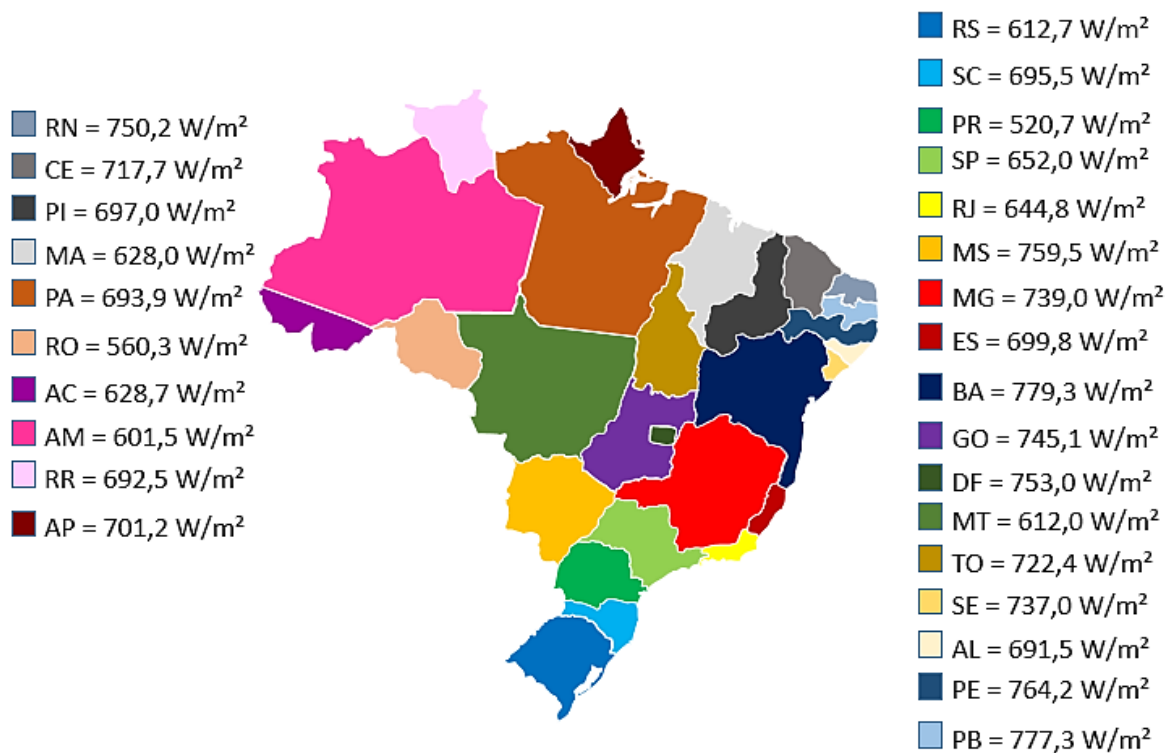 RN = 750,2 W/m²
CE = 717,7 W/m²
PI = 697,0 W/m²
MA = 628,0 W/m²
PA = 693,9 W/m²
RO = 560,3 W/m²
AC = 628,7 W/m²
AM = 601,5 W/m²
RR = 692,5 W/m²
AP = 701,2 W/m²
RS = 612,7 W/m²
SC = 695,5 W/m²
PR = 520,7 W/m²
SP = 652,0 W/m²
RJ = 644,8 W/m²
MS = 759,5 W/m²
MG = 739,0 W/m²
ES = 699,8 W/m²
BA = 779,3 W/m²
GO = 745,1 W/m²
DF = 753,0 W/m²
MT = 612,0 W/m²
TO = 722,4 W/m²
SE = 737,0 W/m²
AL = 691,5 W/m²
PE = 764,2 W/m²
PB = 777,3 W/m²